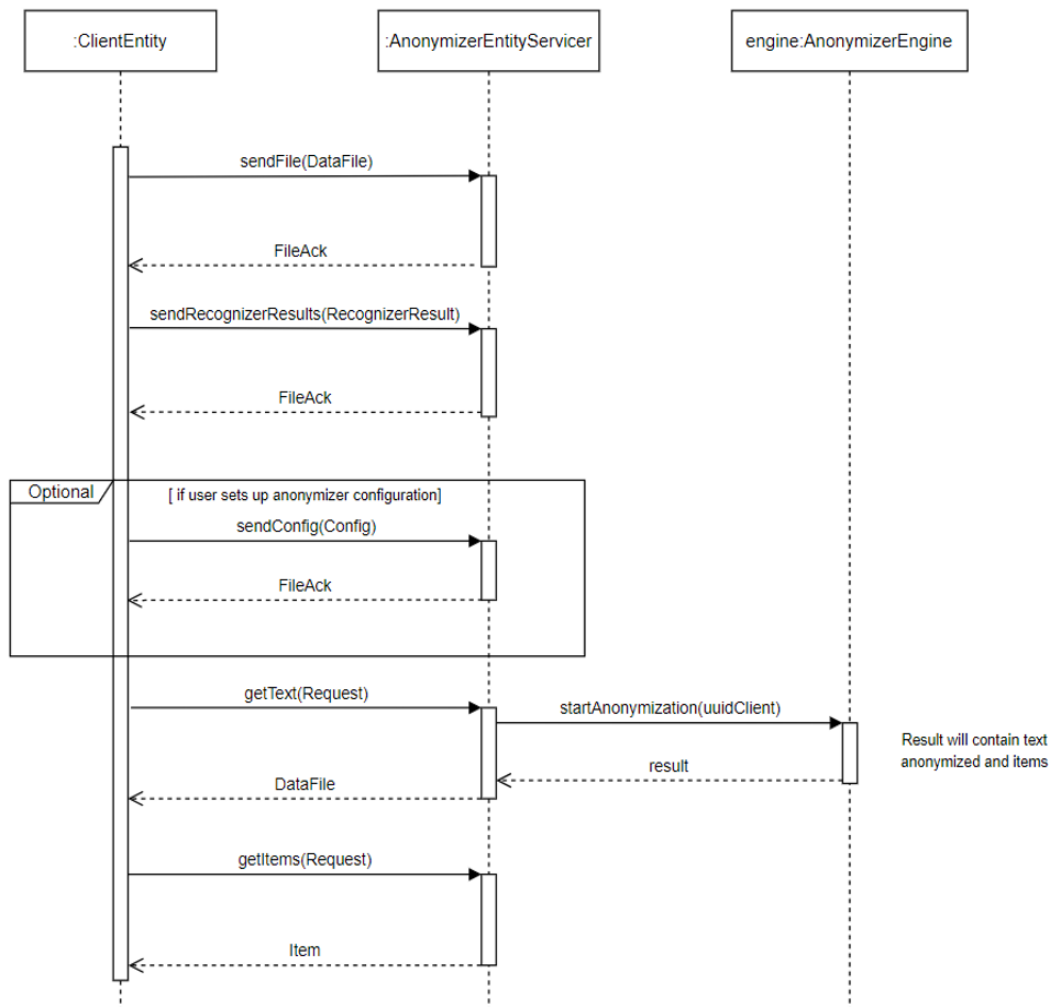 :ClientEntity
:AnonymizerEntityServicer
engine:AnonymizerEngine
sendFile(DataFile)
FileAck
sendRecognizerResults(RecognizerResult)
FileAck
Optional
[ if user sets up anonymizer configuration]
sendConfig(Config)
FileAck
getText(Request)
startAnonymization(uuidClient)
Result will contain text
anonymized and items
result
DataFile
getItems(Request)
Item